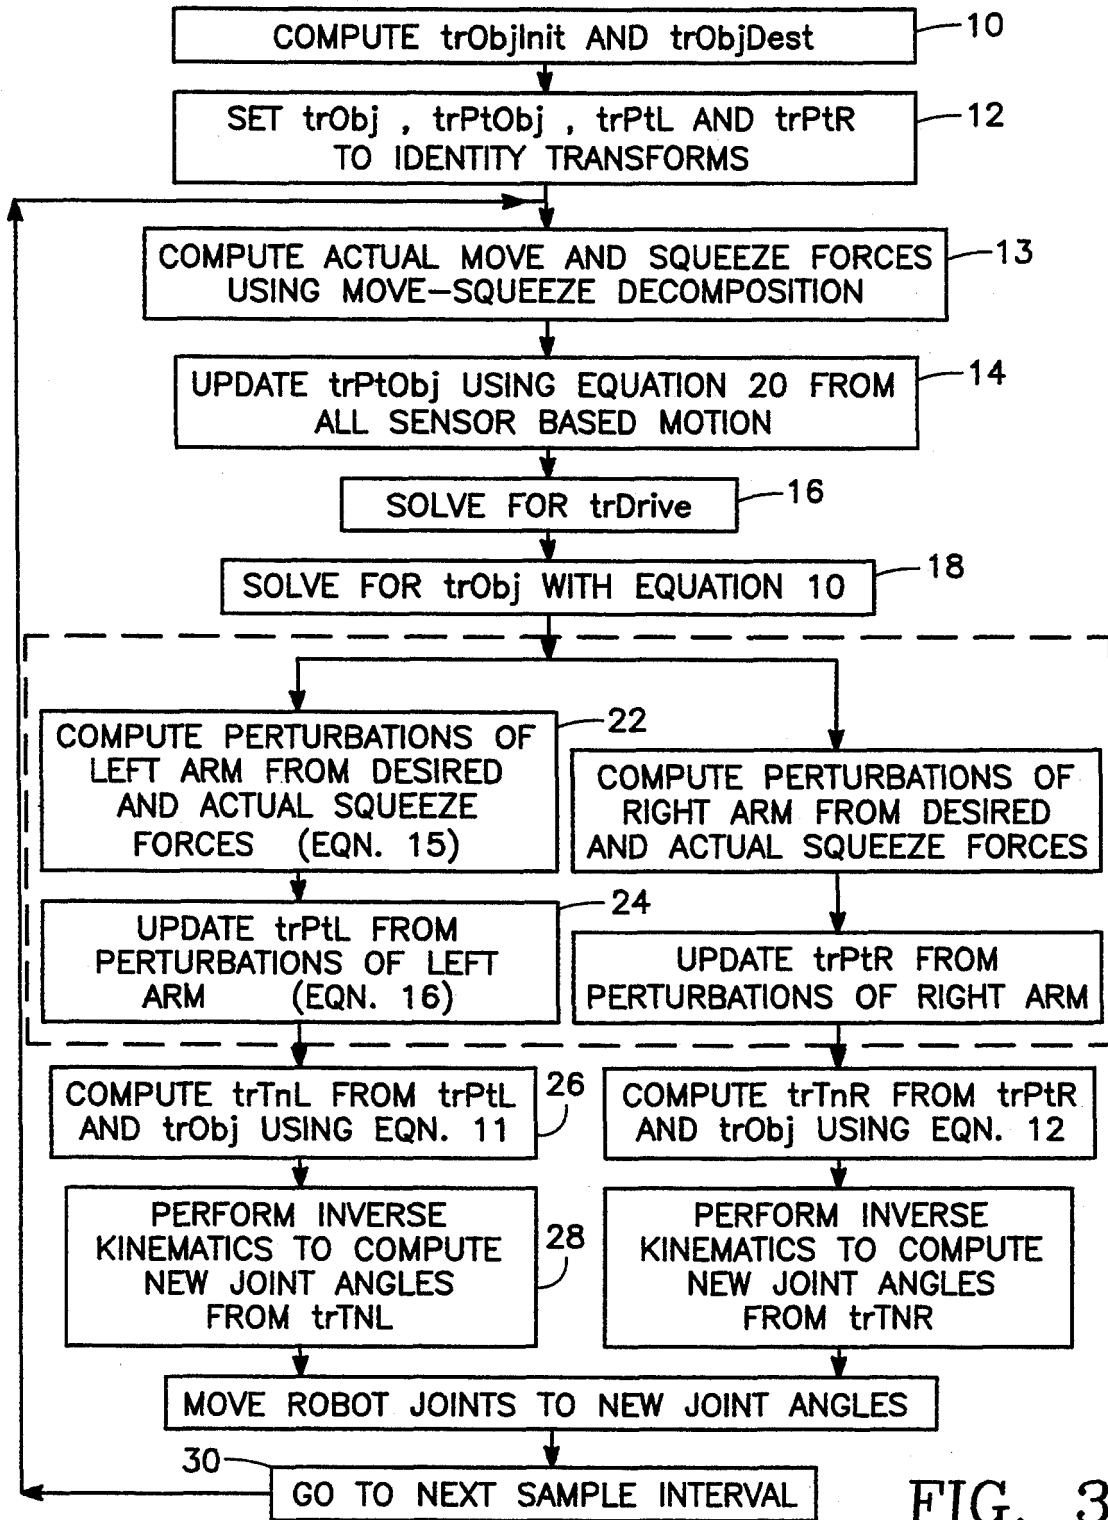 COMPUTE trObjInit AND trObjDest
10
SET trObj , trPtObj , trPtL AND trPtR
TO IDENTITY TRANSFORMS
12
COMPUTE ACTUAL MOVE AND SQUEEZE FORCES
USING MOVE-SQUEEZE DECOMPOSITION
13
UPDATE trPtObj USING EQUATION 20 FROM
ALL SENSOR BASED MOTION
14
SOLVE FOR trDrive
16
SOLVE FOR trObj WITH EQUATION 10
18
COMPUTE PERTURBATIONS OF
LEFT ARM FROM DESIRED
AND ACTUAL SQUEEZE
FORCES (EQN. 15)
22
COMPUTE PERTURBATIONS OF
RIGHT ARM FROM DESIRED
AND ACTUAL SQUEEZE FORCES
UPDATE trPtL FROM
PERTURBATIONS OF LEFT
ARM (EQN. 16)
24
UPDATE trPtR FROM
PERTURBATIONS OF RIGHT ARM
COMPUTE trTnL FROM trPtL
AND trObj USING EQN. 11
26
COMPUTE trTnR FROM trPtR
AND trObj USING EQN. 12
PERFORM INVERSE
KINEMATICS TO COMPUTE
NEW JOINT ANGLES
FROM trTNL
28
PERFORM INVERSE
KINEMATICS TO COMPUTE
NEW JOINT ANGLES
FROM trTNR
MOVE ROBOT JOINTS TO NEW JOINT ANGLES
30
GO TO NEXT SAMPLE INTERVAL
FIG. 3